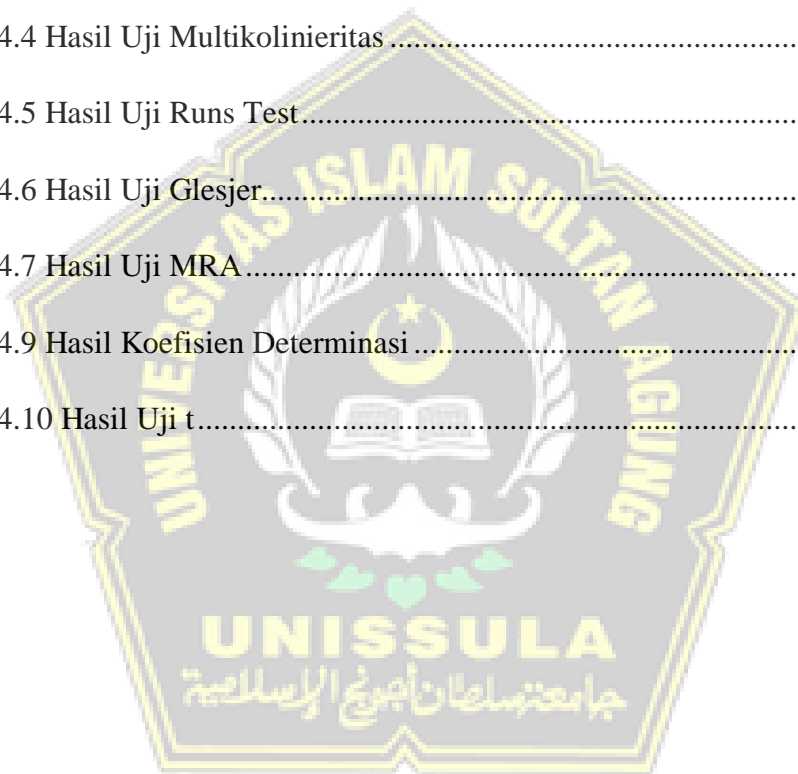 4.4 Hasil Uji Multikolinieritas
4.5 Hasil Uji Runs Test
4.6 Hasil Uji Glesjer
4.7 Hasil Uji MRA
4.9 Hasil Koefisien Determinasi
4.10 Hasil Uji t
UNIVERSITAS ISLAM SULTAN AGUNG
UNISSULA
جامعة سلطان أجونج الإسلامية